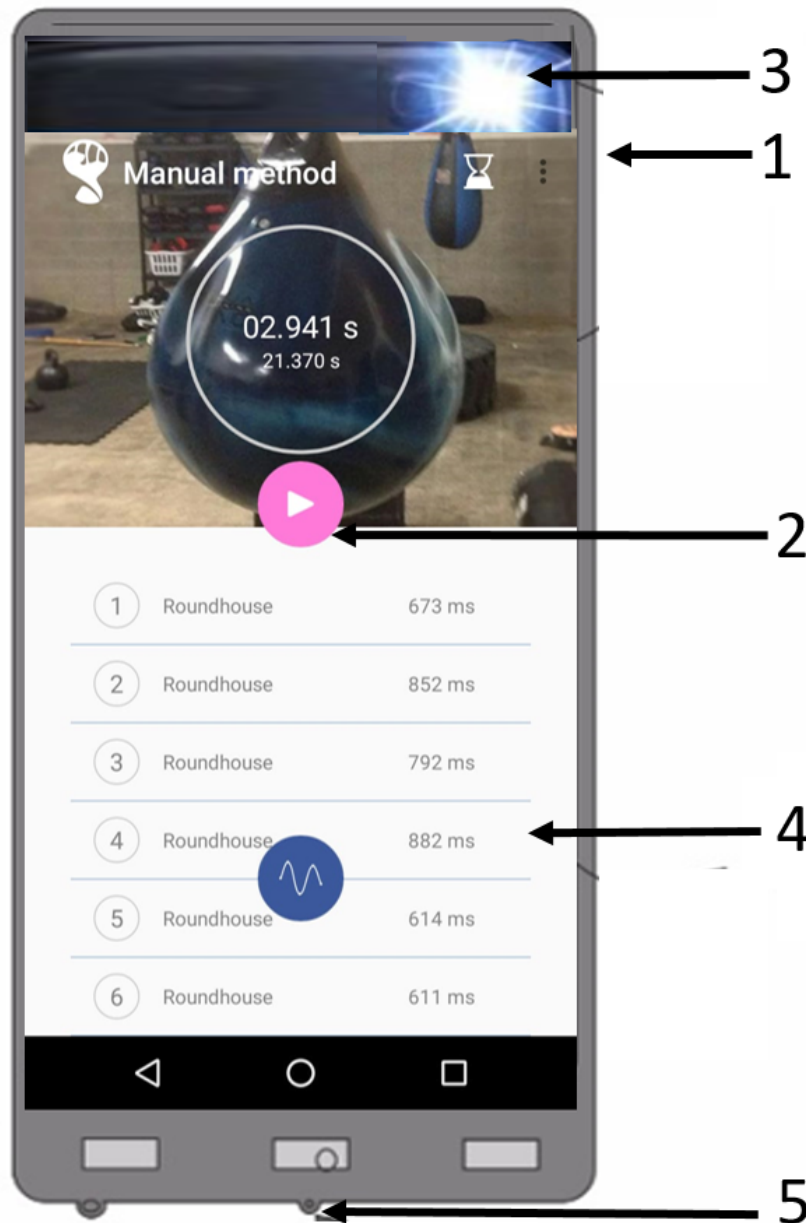 3
1
Manual method
02.941 s
21.370 s
2
1 Roundhouse 673 ms
2 Roundhouse 852 ms
3 Roundhouse 792 ms
4 Roundhouse 882 ms
4
5 Roundhouse 614 ms
6 Roundhouse 611 ms
5